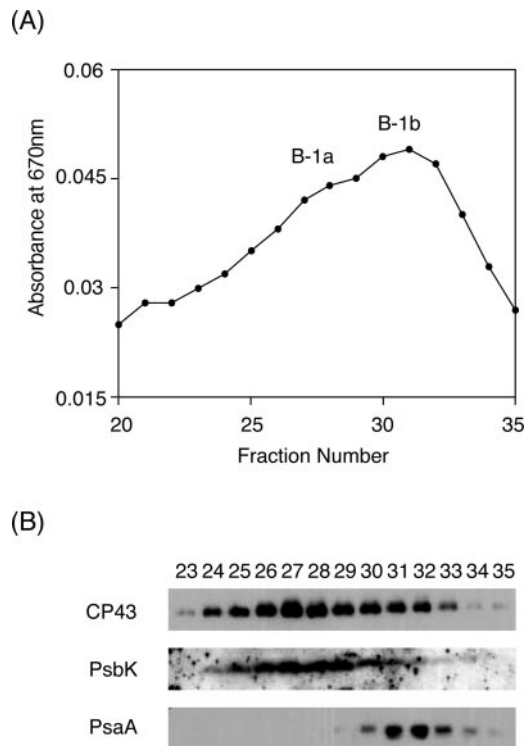 (A)
0.06
B-1b
B-1a
0.045
Absorbance at 670nm
0.03
0.015
20 25 30 35
Fraction Number
(B)
23 24 25 26 27 28 29 30 31 32 33 34 35
CP43
PsbK
PsaA